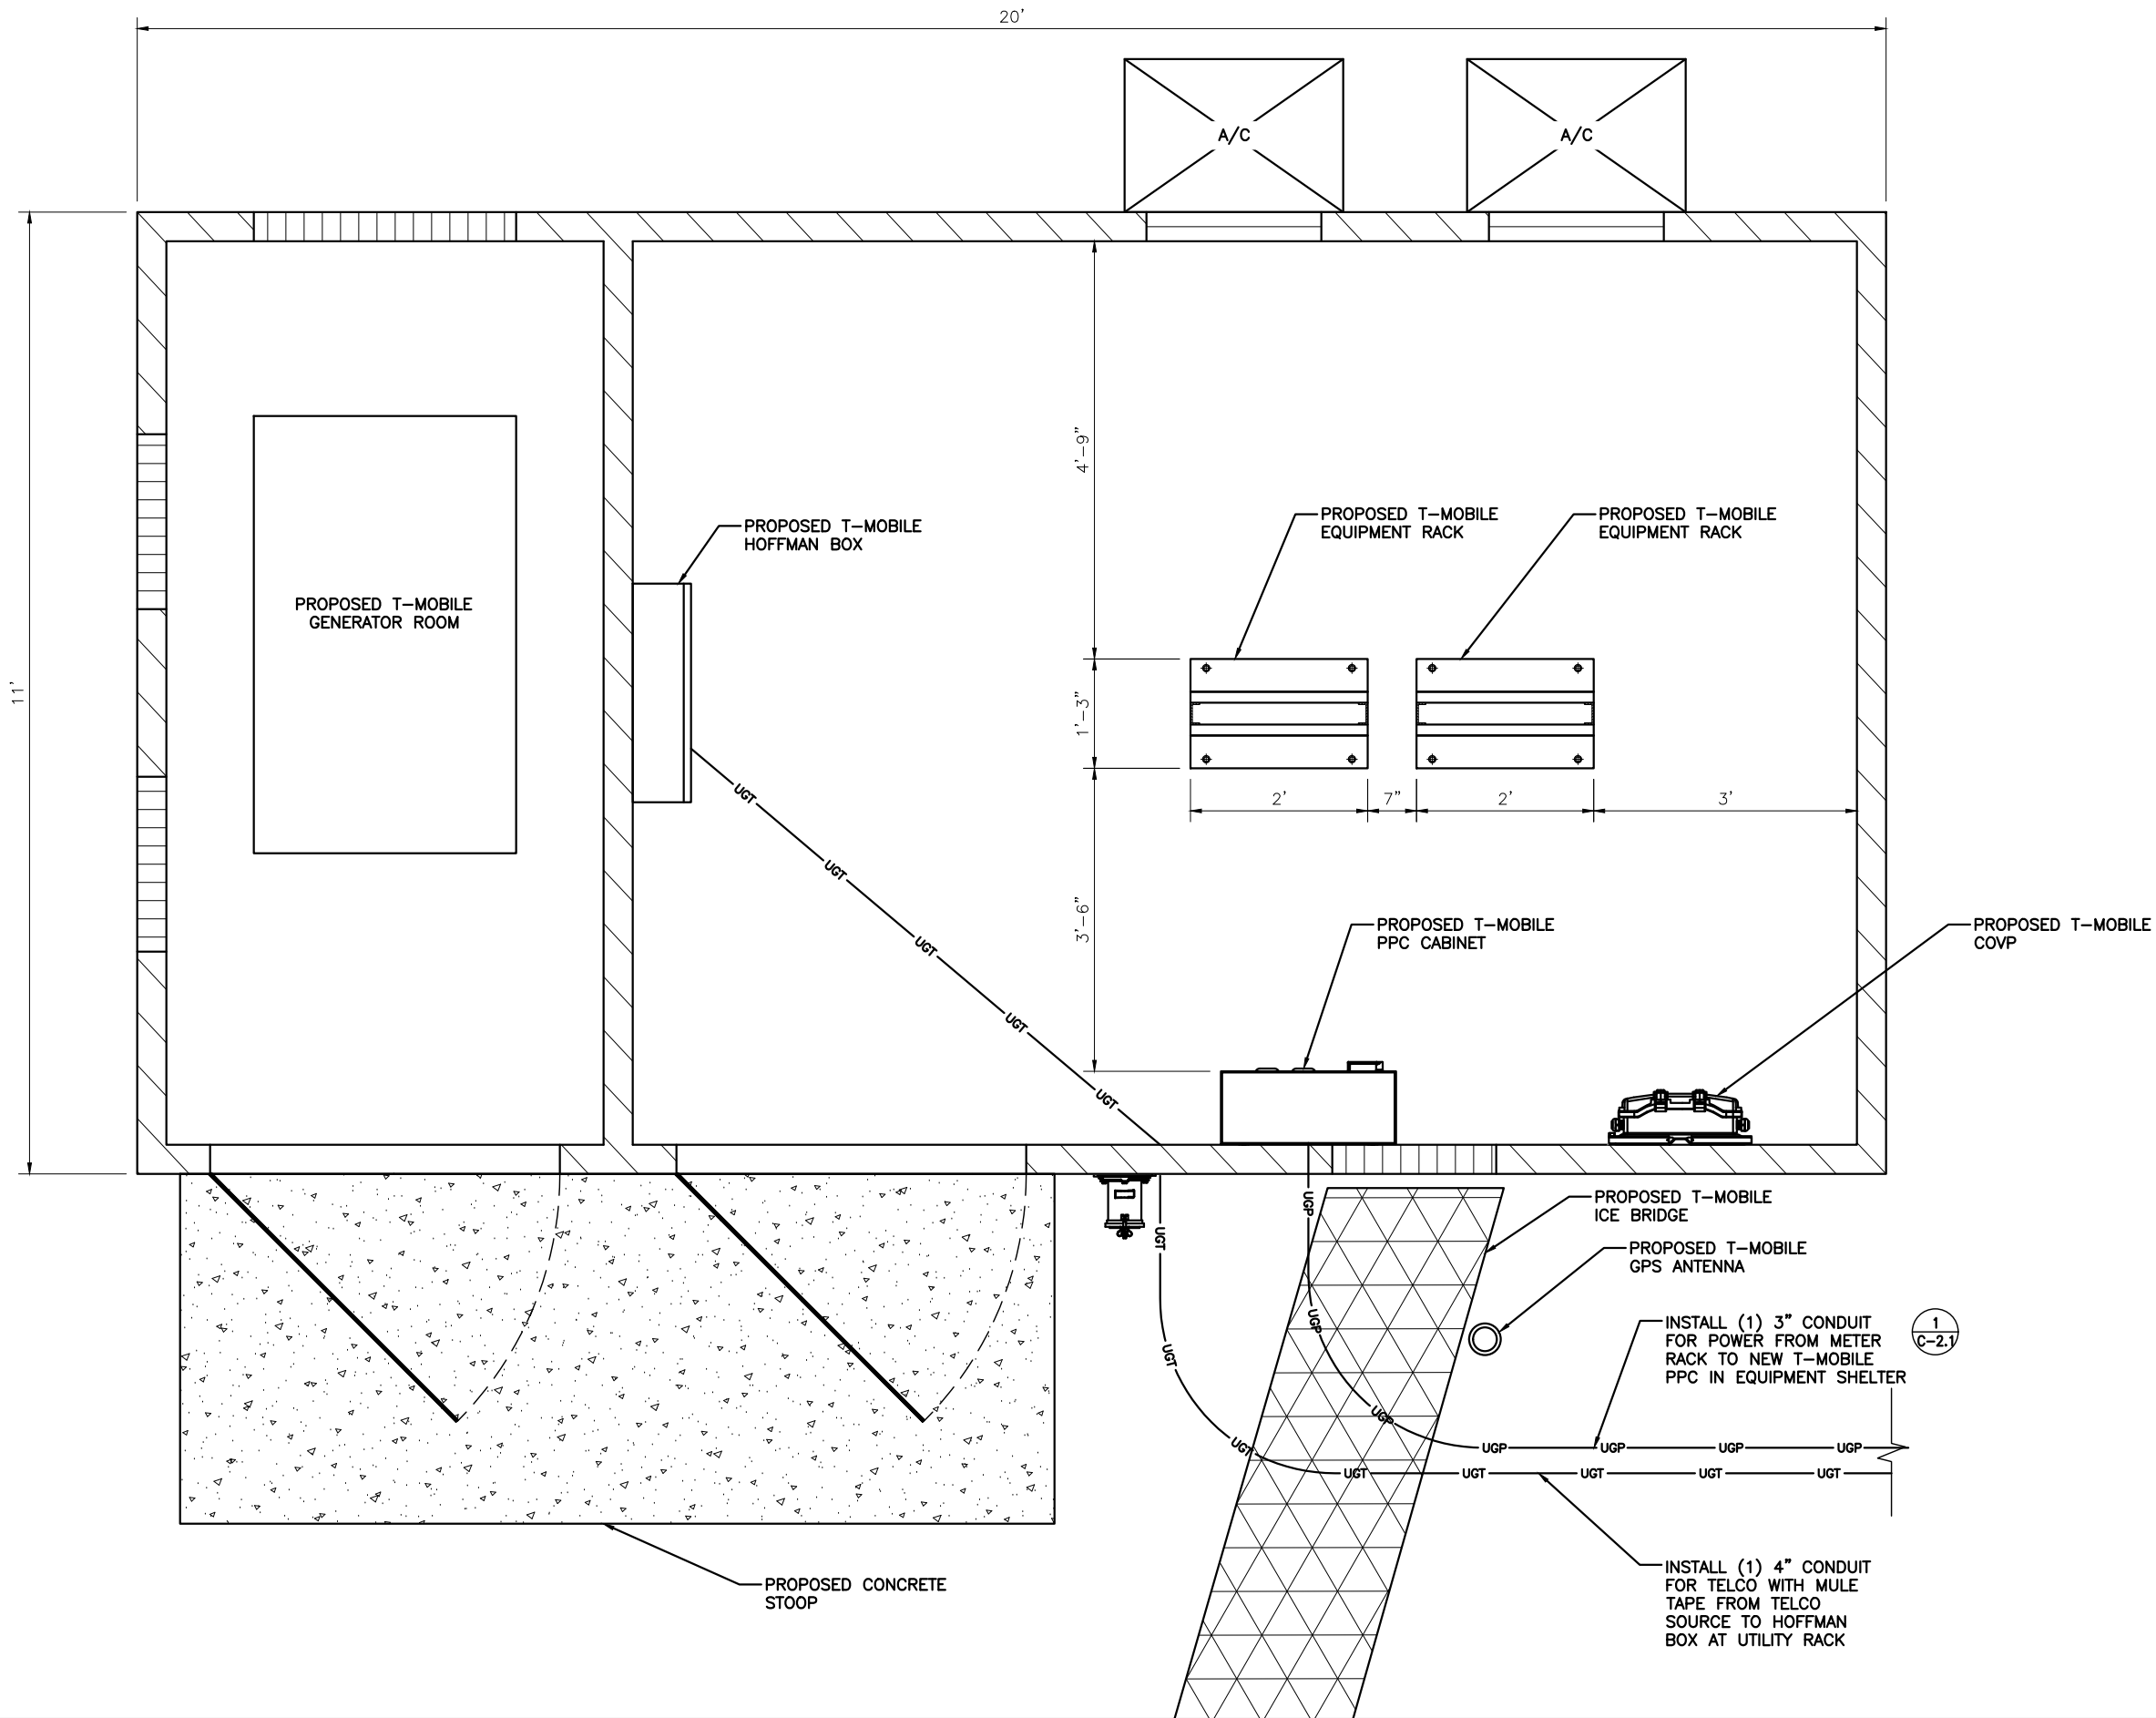 20'
A/C
A/C
11'
4'-9"
PROPOSED T-MOBILE
EQUIPMENT RACK
PROPOSED T-MOBILE
EQUIPMENT RACK
PROPOSED T-MOBILE
HOFFMAN BOX
PROPOSED T-MOBILE
GENERATOR ROOM
1'-3"
2'
7"
2'
3'
UGT
UGT
UGT
UGT
UGT
3'-6"
PROPOSED T-MOBILE
PPC CABINET
PROPOSED T-MOBILE
COVP
UGP
UGT
PROPOSED T-MOBILE
ICE BRIDGE
PROPOSED T-MOBILE
GPS ANTENNA
UGP
UGT
INSTALL (1) 3" CONDUIT
FOR POWER FROM METER
RACK TO NEW T-MOBILE
PPC IN EQUIPMENT SHELTER
1
C-2.1
UGP
UGT
UGP
UGP
UGP
UGP
UGT
UGT
UGT
UGT
UGT
INSTALL (1) 4" CONDUIT
FOR TELCO WITH MULE
TAPE FROM TELCO
SOURCE TO HOFFMAN
BOX AT UTILITY RACK
PROPOSED CONCRETE
STOOP